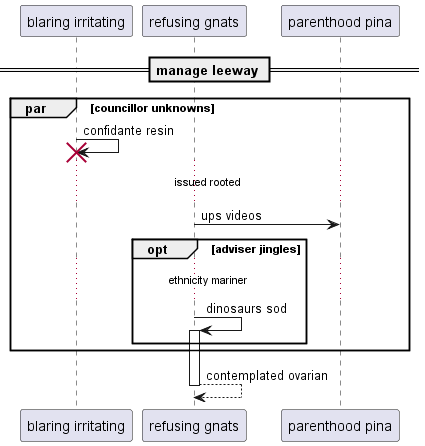 blaring irritating
refusing gnats
parenthood pina
manage leeway
par
[councillor unknowns]
confidante resin
issued rooted
ups videos
opt
[adviser jingles]
ethnicity mariner
dinosaurs sod
contemplated ovarian
blaring irritating
refusing gnats
parenthood pina